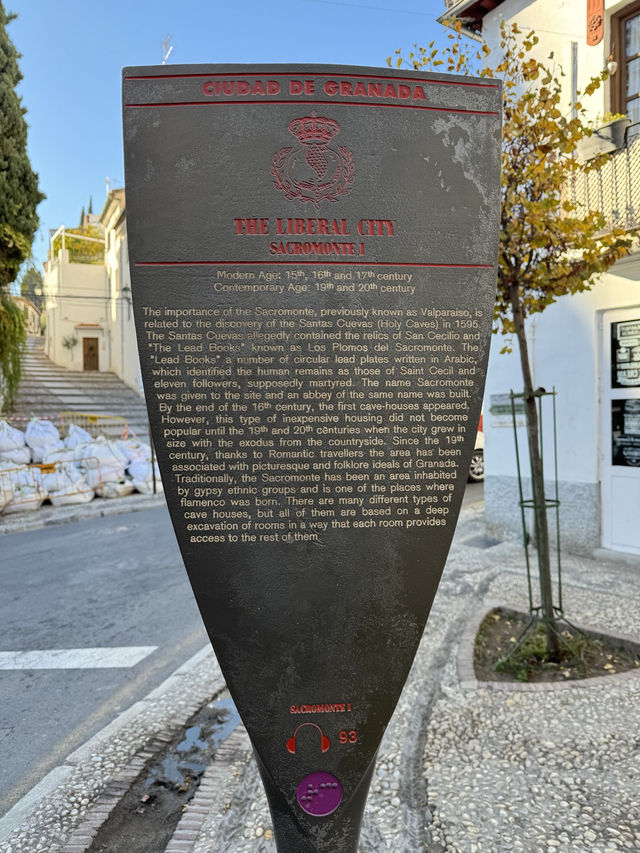 CIUDAD DE GRANADA
THE LIBERAL CITY
SACROMONTE I
Modern Age: 15th, 16th and 17th century
Contemporary Age: 19th and 20th century
The importance of the Sacromonte, previously known as Valparaiso, is
related to the discovery of the Santas Cuevas (Holy Caves) in 1595.
The Santas Cuevas allegedly contained the relics of San Cecilio and
"The Lead Books" known as Los Plomos del Sacromonte. The
"Lead Books" a number of circular lead plates written in Arabic,
which identified the human remains as those of Saint Cecil and
eleven followers, supposedly martyred. The name Sacromonte
was given to the site and an abbey of the same name was built.
By the end of the 16th century, the first cave-houses appeared.
However, this type of inexpensive housing did not become
popular until the 19th and 20th centuries when the city grew in
size with the exodus from the countryside. Since the 19th
century, thanks to Romantic travellers the area has been
associated with picturesque and folklore ideals of Granada.
Traditionally, the Sacromonte has been an area inhabited
by gypsy ethnic groups and is one of the places where
flamenco was born. There are many different types of
cave houses, but all of them are based on a deep
excavation of rooms in a way that each room provides
access to the rest of them
SACROMONTE I
93